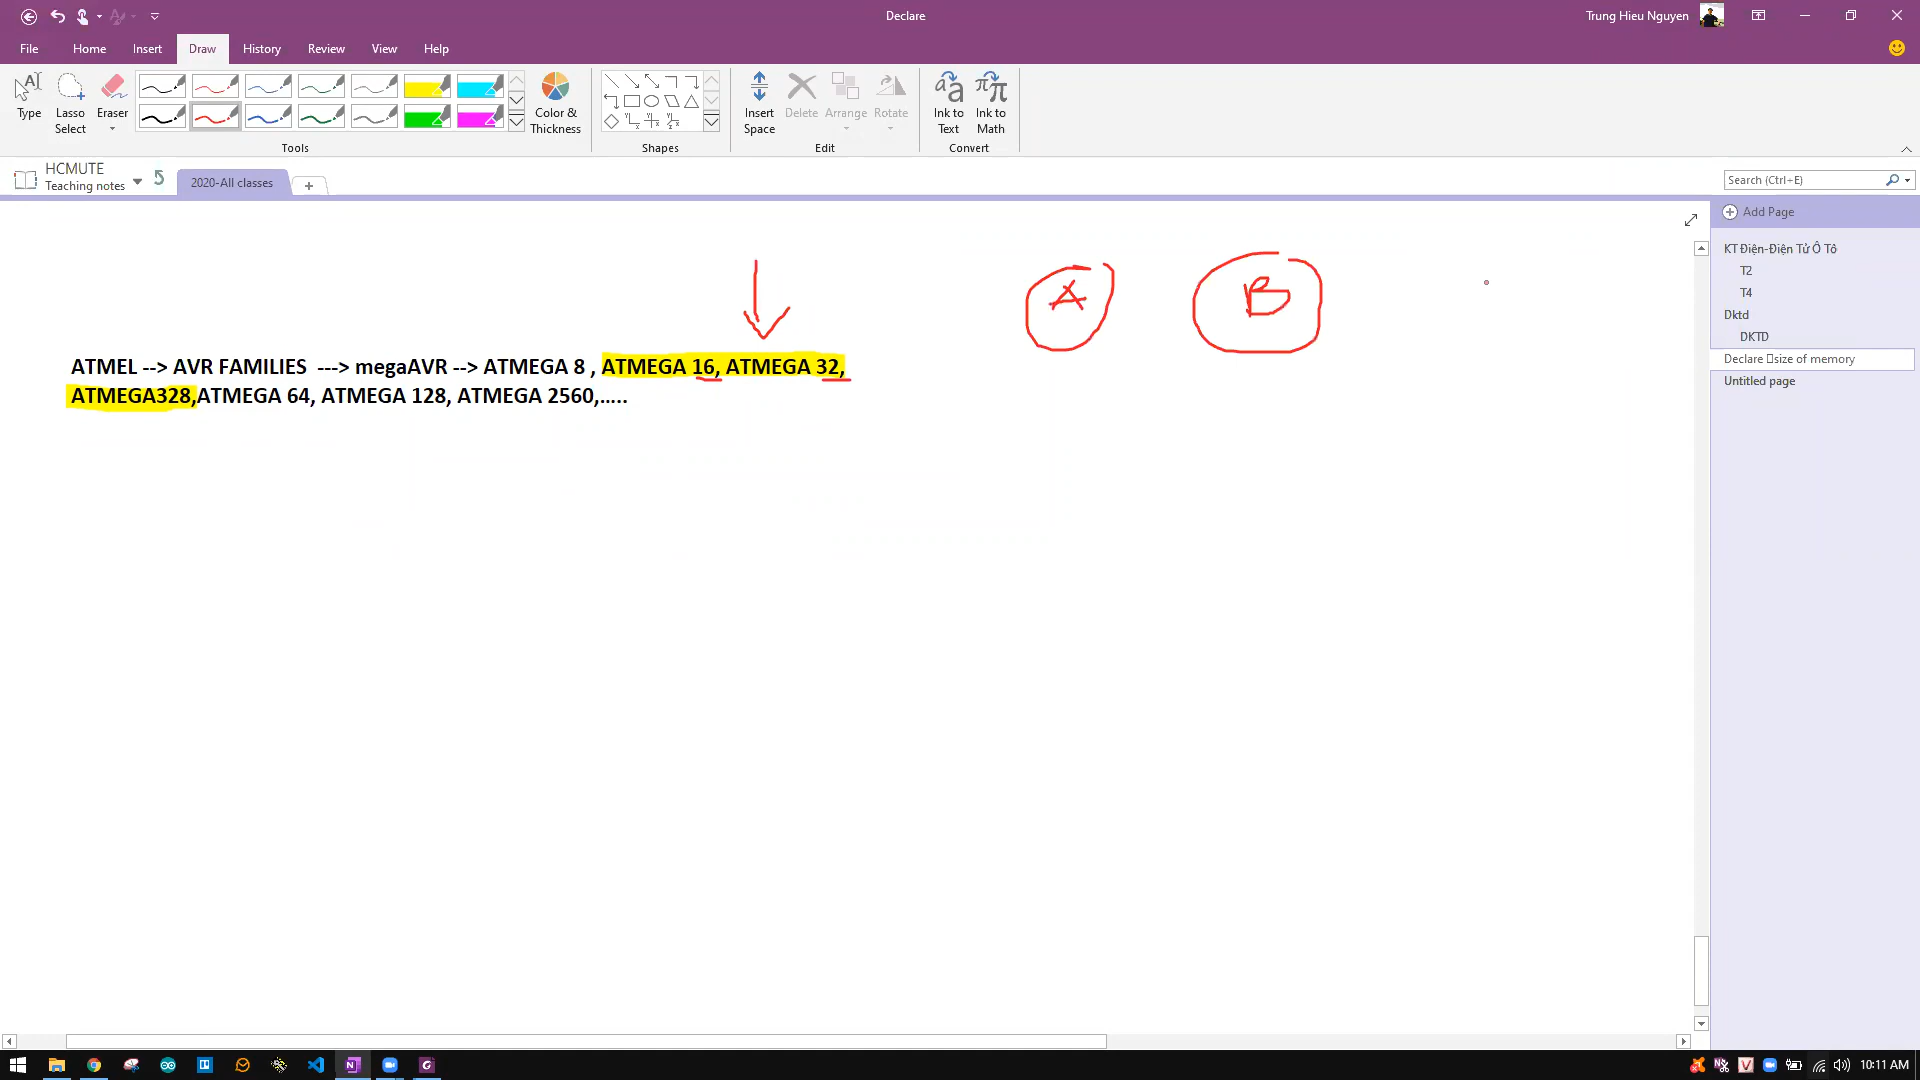 Declare
Trung Hieu Nguyen
File Home Insert Draw History Review View Help
Type
Lasso Select
Eraser
Color & Thickness
Insert Space
Delete
Arrange
Rotate
Ink to Text
Ink to Math
Tools Shapes Edit Convert
HCMUTE
Teaching notes
2020-All classes
Search (Ctrl+E)
Add Page
KT Điện-Điện Tử Ô Tô
T2
T4
Dktd
DKTD
Declare size of memory
Untitled page
A B
ATMEL --> AVR FAMILIES ---> megaAVR --> ATMEGA 8 , ATMEGA 16, ATMEGA 32,
ATMEGA328,ATMEGA 64, ATMEGA 128, ATMEGA 2560,.....
10:11 AM